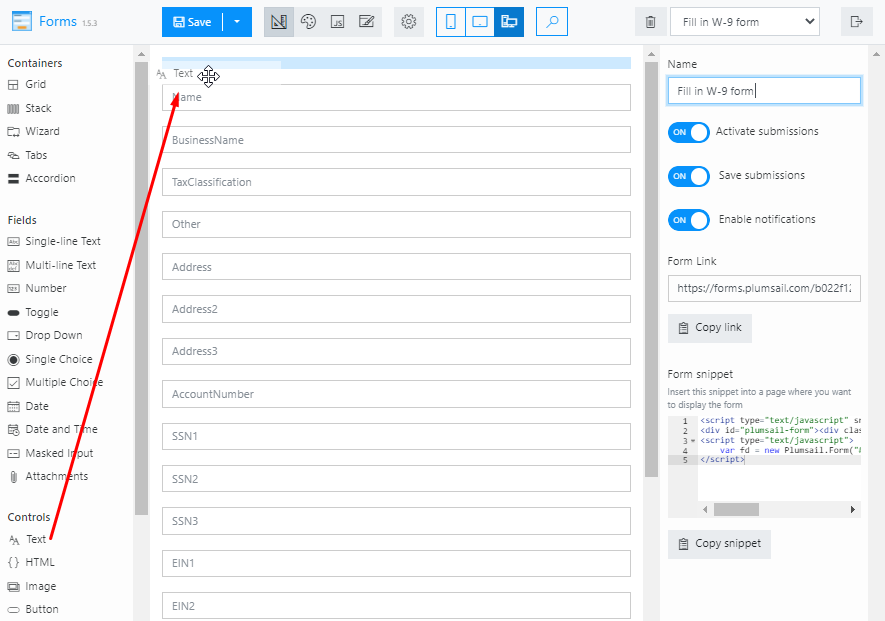 Forms 1.5.3
Save
JS
Fill in W-9 form
Containers
Grid
Stack
Wizard
Tabs
Accordion
Fields
Single-line Text
Multi-line Text
Number
Toggle
Drop Down
Single Choice
Multiple Choice
Date
Date and Time
Masked Input
Attachments
Controls
Text
HTML
Image
Button
Text
Name
BusinessName
TaxClassification
Other
Address
Address2
Address3
AccountNumber
SSN1
SSN2
SSN3
EIN1
EIN2
Name
Fill in W-9 form
ON Activate submissions
ON Save submissions
ON Enable notifications
Form Link
https://forms.plumsail.com/b022f12
Copy link
Form snippet
Insert this snippet into a page where you want
to display the form
1 <script type="text/javascript" sr
2 <div id="plumsail-form"><div clas
3 <script type="text/javascript">
4 var fd = new Plumsail.Form("
5 </script>
Copy snippet